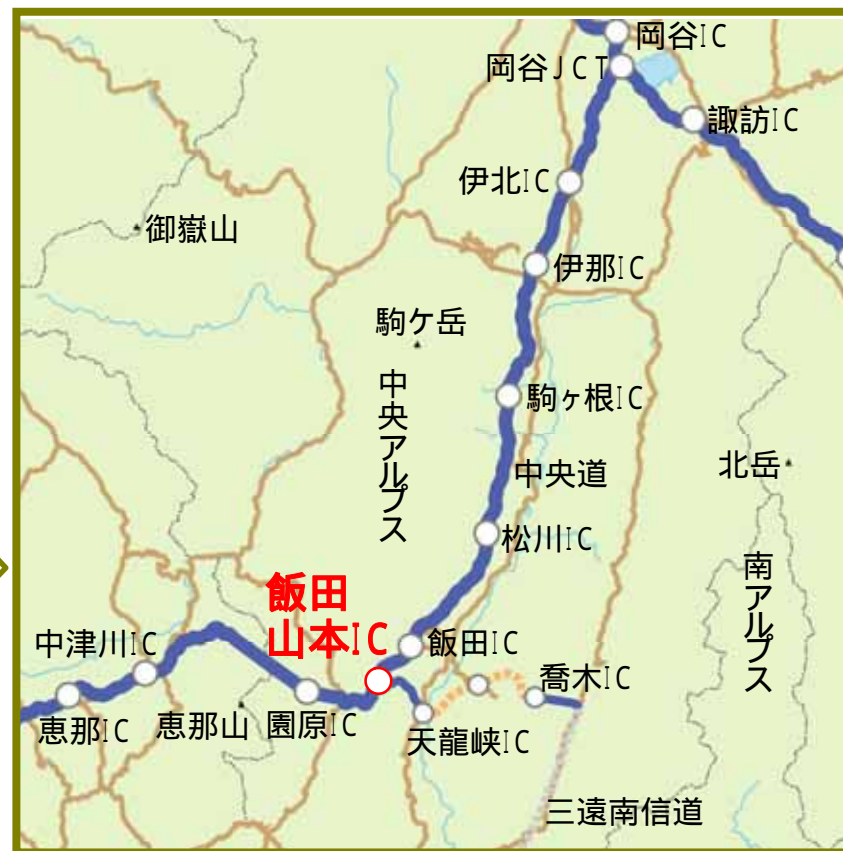 岡谷IC
岡谷JCT
諏訪IC
伊北IC
御嶽山
伊那IC
駒ケ岳
中央アルプス
駒ヶ根IC
中央道
北岳
松川IC
南アルプス
飯田
山本IC
飯田IC
中津川IC
喬木IC
恵那IC
恵那山
園原IC
天龍峡IC
三遠南信道